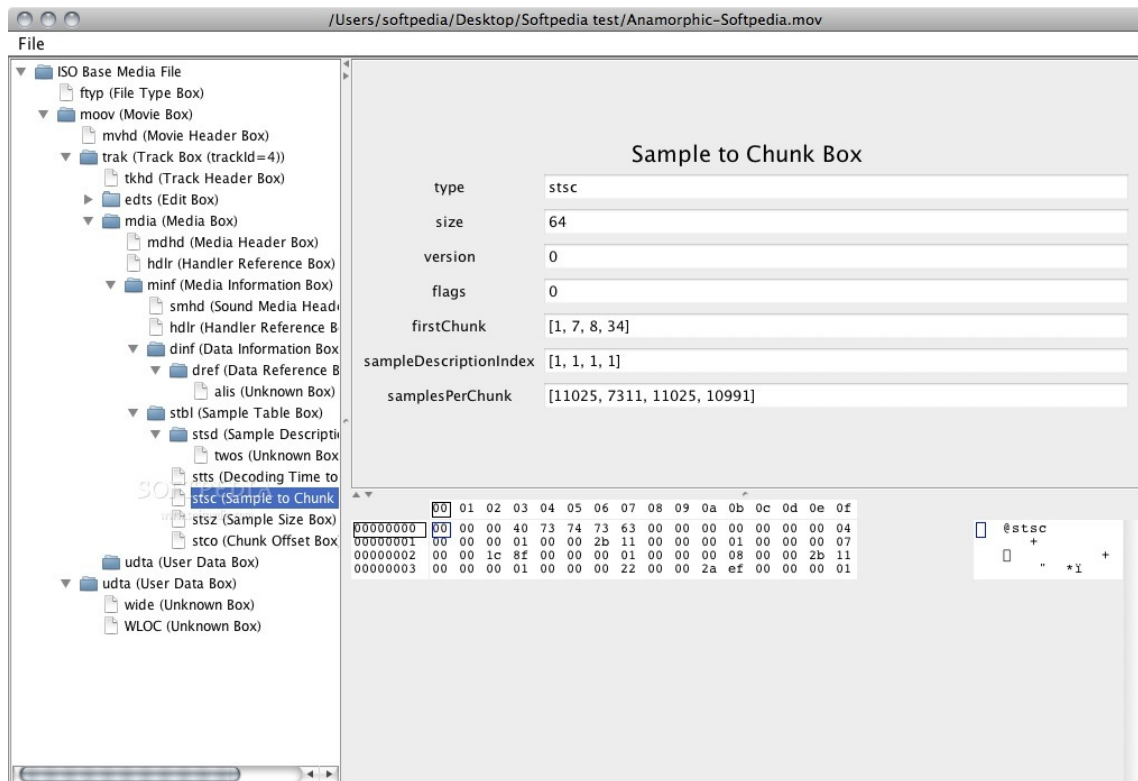 /Users/softpedia/Desktop/Softpedia test/Anamorphic-Softpedia.mov
File
ISO Base Media File
ftyp (File Type Box)
moov (Movie Box)
mvhd (Movie Header Box)
trak (Track Box (trackId=4))
tkhd (Track Header Box)
edts (Edit Box)
mdia (Media Box)
mdhd (Media Header Box)
hdlr (Handler Reference Box)
minf (Media Information Box)
smhd (Sound Media Head
hdlr (Handler Reference B
dinf (Data Information Box
dref (Data Reference B
alis (Unknown Box)
stbl (Sample Table Box)
stsd (Sample Descripti
twos (Unknown Box
stts (Decoding Time to
stsc (Sample to Chunk
stsz (Sample Size Box)
stco (Chunk Offset Box
udta (User Data Box)
udta (User Data Box)
wide (Unknown Box)
WLOC (Unknown Box)
SOFTPEDIA
Sample to Chunk Box
type stsc
size 64
version 0
flags 0
firstChunk [1, 7, 8, 34]
sampleDescriptionIndex [1, 1, 1, 1]
samplesPerChunk [11025, 7311, 11025, 10991]
00 01 02 03 04 05 06 07 08 09 0a 0b 0c 0d 0e 0f
00000000 00 00 00 40 73 74 73 63 00 00 00 00 00 00 00 04 @stsc
00000001 00 00 00 01 00 00 2b 11 00 00 00 01 00 00 00 07 +
00000002 00 00 1c 8f 00 00 00 01 00 00 00 08 00 00 2b 11 +
00000003 00 00 00 01 00 00 00 22 00 00 2a ef 00 00 00 01 " *ï